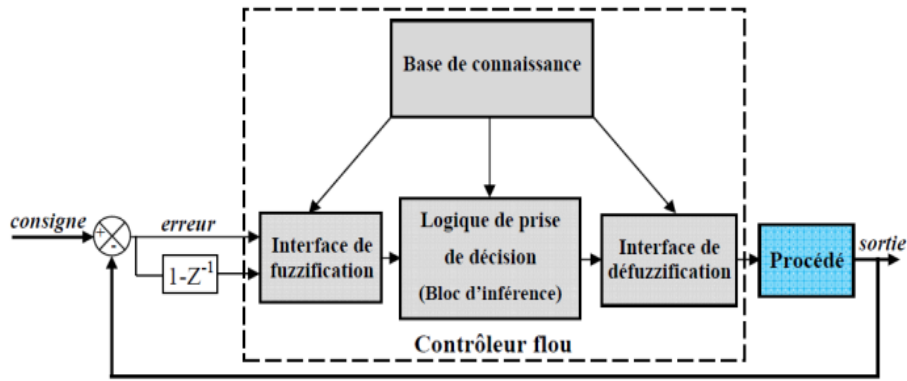 Base de connaissance
consigne
+
-
erreur
1-Z⁻¹
Interface de
fuzzification
Logique de prise
de décision
(Bloc d'inférence)
Interface de
défuzzification
Procédé
sortie
Contrôleur flou